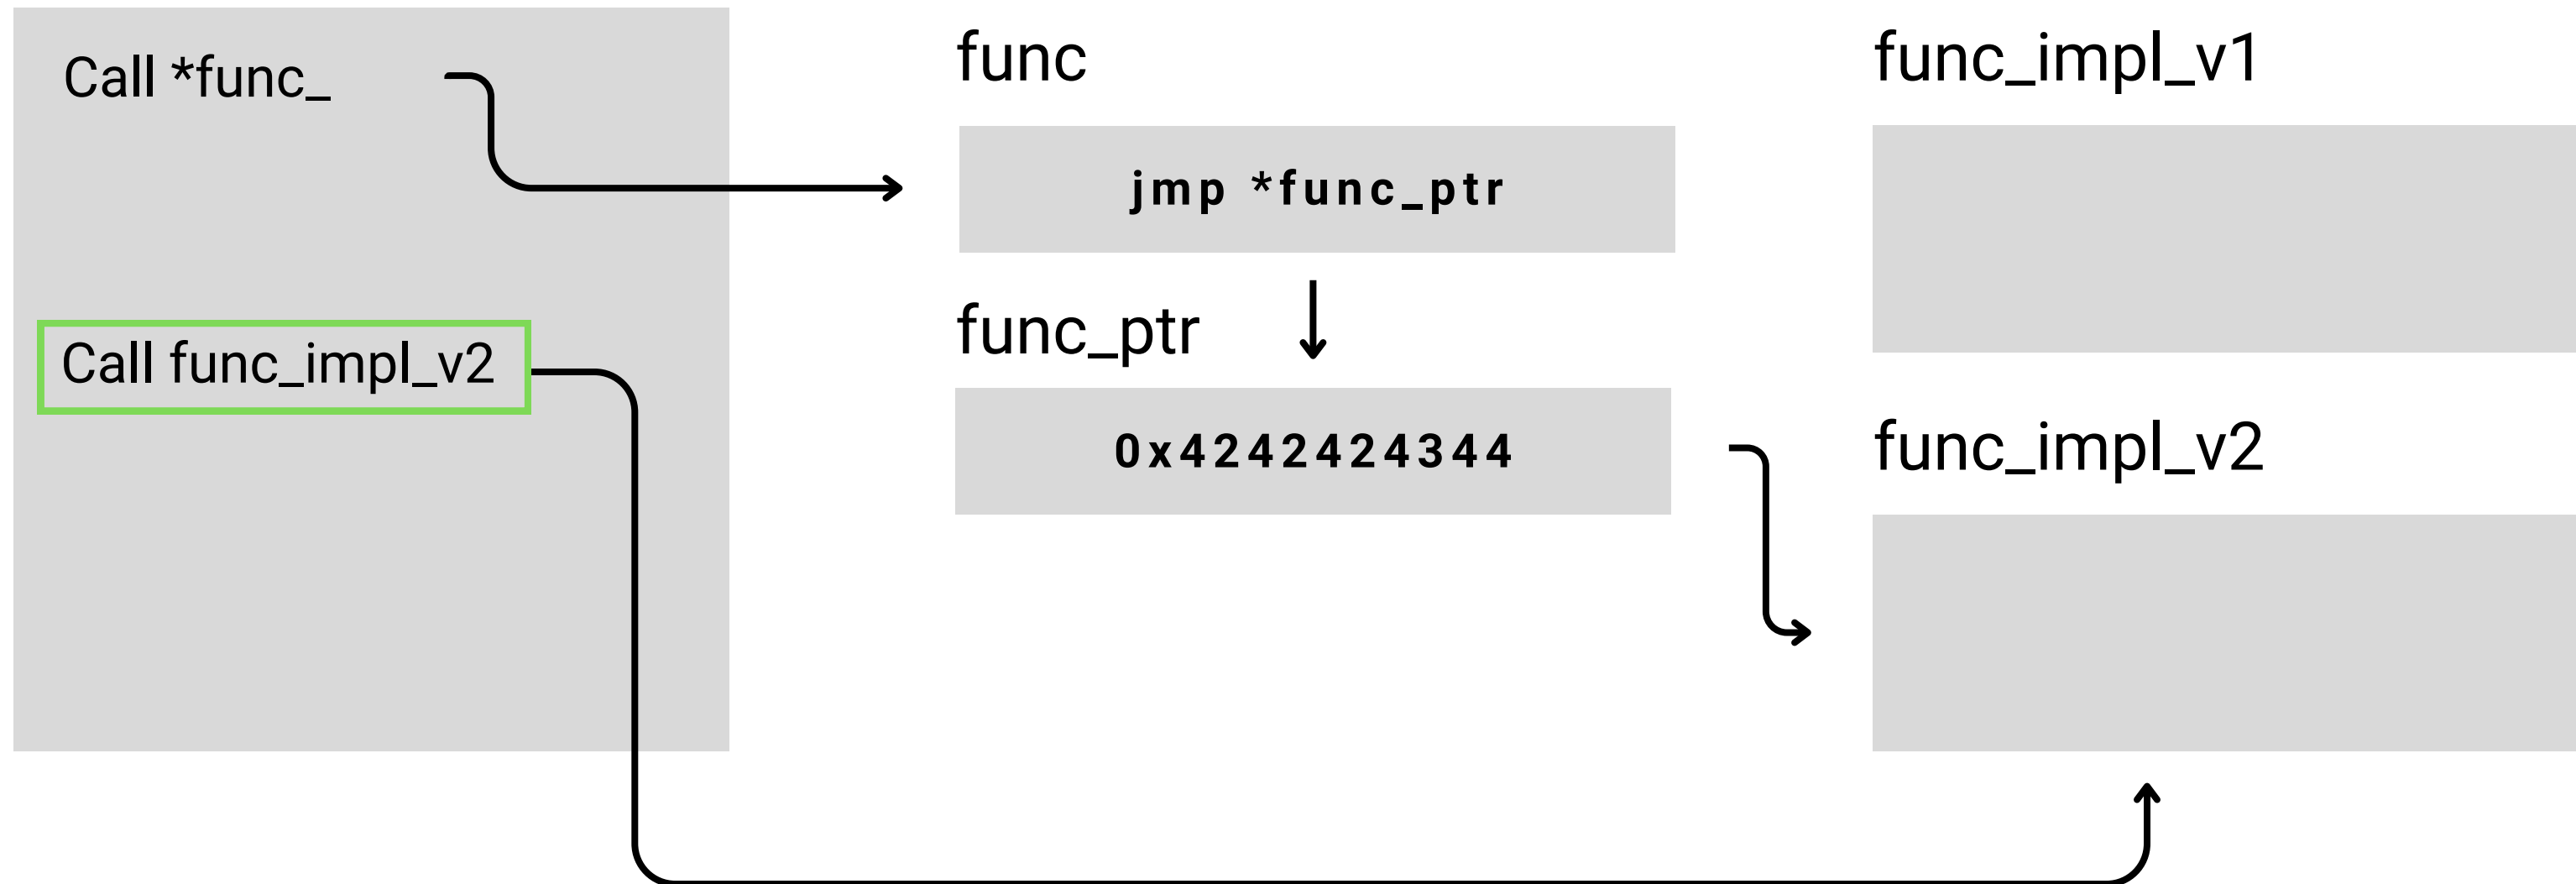 Call *func_
Call func_impl_v2
func
jmp *func_ptr
func_ptr
0x4242424344
func_impl_v1
func_impl_v2